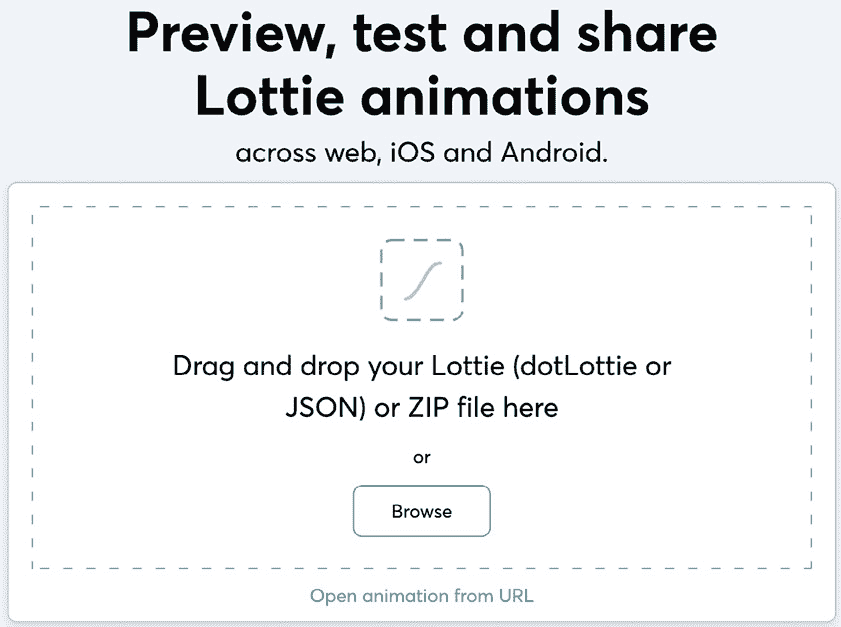 Preview, test and share
Lottie animations
across web, iOS and Android.
Drag and drop your Lottie (dotLottie or
JSON) or ZIP file here
or
Browse
Open animation from URL